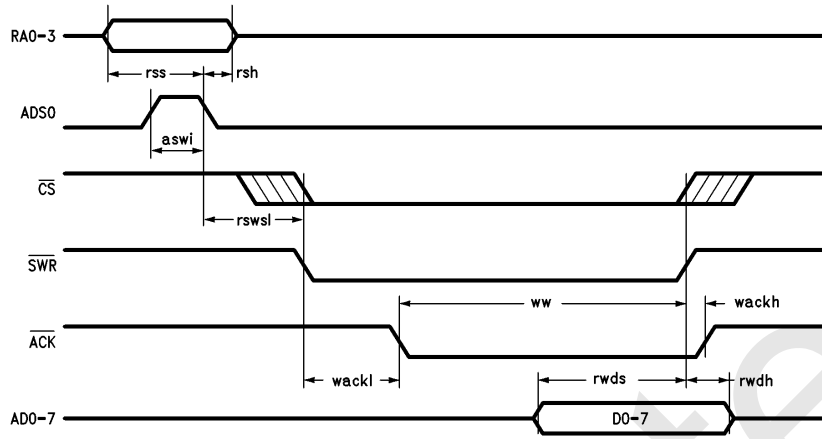 RA0-3
rss
rsh
ADS0
aswi
CS
rswsl
SWR
ww
wackh
ACK
wackl
rwds
rwdh
AD0-7
D0-7